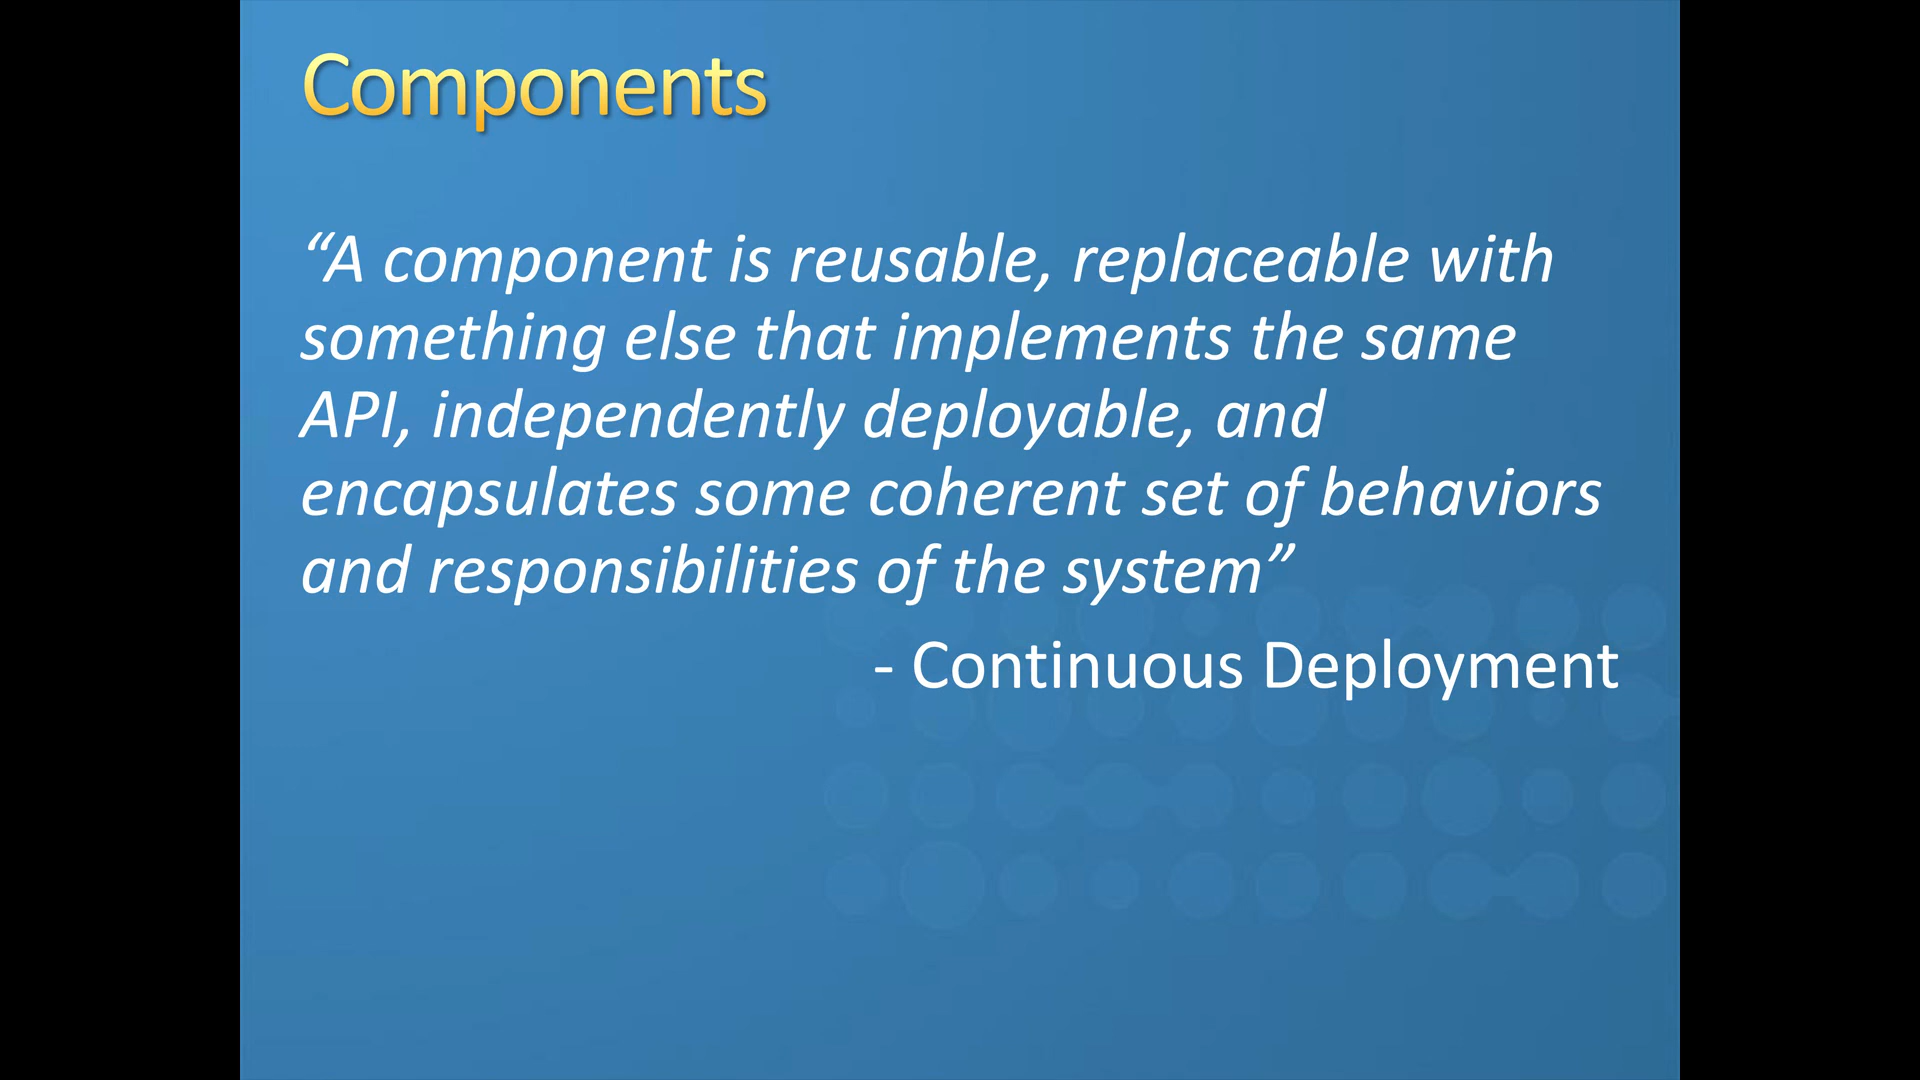 Components
“A component is reusable, replaceable with
something else that implements the same
API, independently deployable, and
encapsulates some coherent set of behaviors
and responsibilities of the system”
- Continuous Deployment